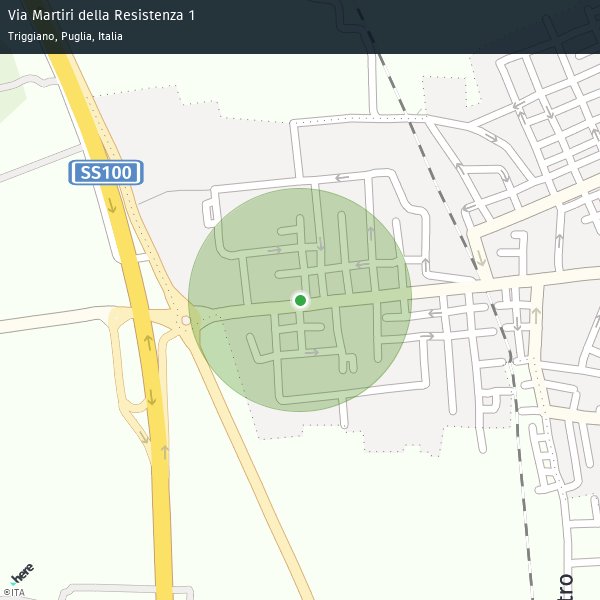 Via Martiri della Resistenza 1
Triggiano, Puglia, Italia
SS100
tro
here
©ITA